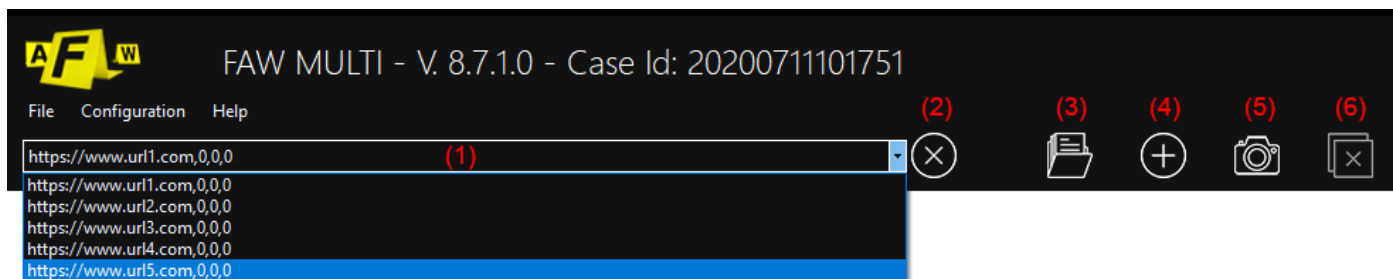 A F W
FAW MULTI - V. 8.7.1.0 - Case Id: 20200711101751
File Configuration Help
(2) (3) (4) (5) (6)
https://www.url1.com,0,0,0 (1)
https://www.url1.com,0,0,0
https://www.url2.com,0,0,0
https://www.url3.com,0,0,0
https://www.url4.com,0,0,0
https://www.url5.com,0,0,0